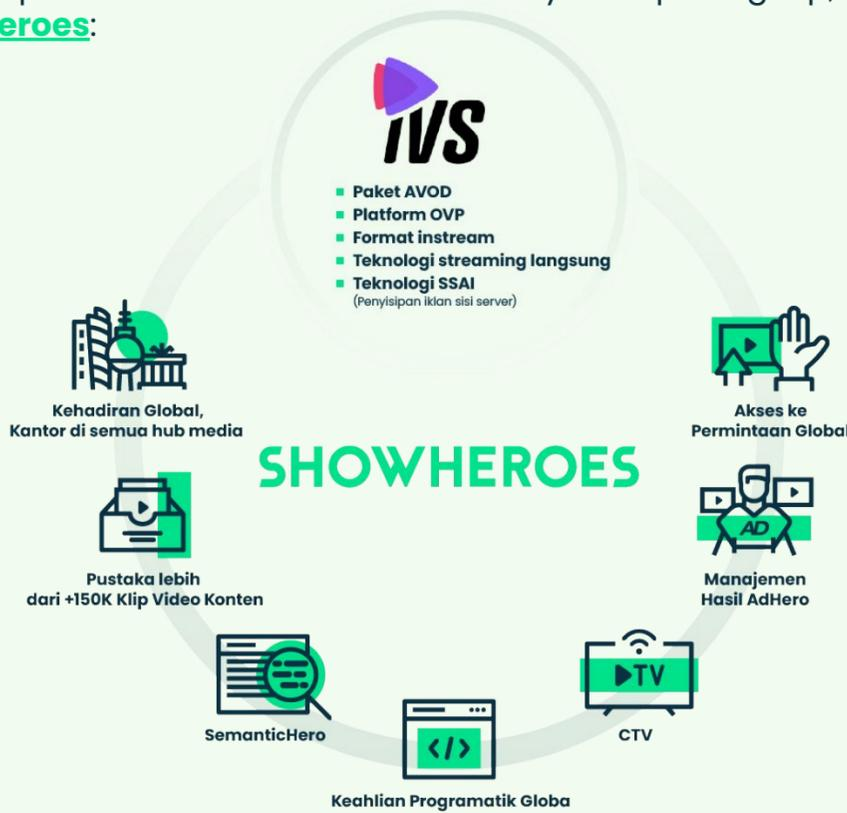 eroes:
IVS
Paket AVOD
Platform OVP
Format instream
Teknologi streaming langsung
Teknologi SSAI
(Penyisipan iklan sisi server)
Kehadiran Global,
Kantor di semua hub media
Akses ke
Permintaan Global
SHOWHEROES
AD
Pustaka lebih
dari +150K Klip Video Konten
Manajemen
Hasil AdHero
TV
SemanticHero
CTV
</>
Keahlian Programatik Globa